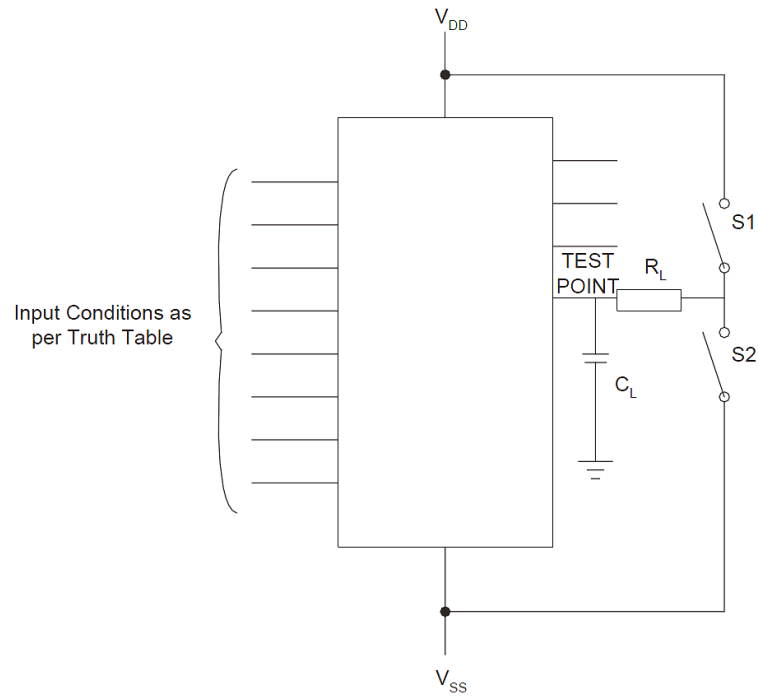 VDD
S1
TEST
POINT
RL
Input Conditions as
per Truth Table
S2
CL
VSS